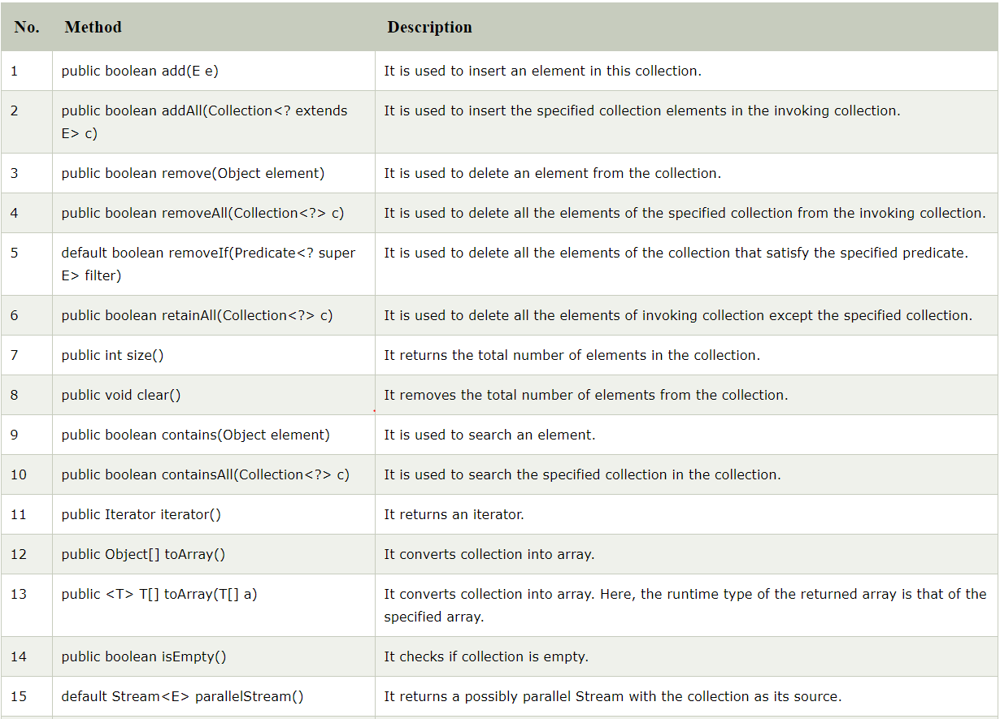 No. Method Description
1 public boolean add(E e) It is used to insert an element in this collection.
2 public boolean addAll(Collection<? extends It is used to insert the specified collection elements in the invoking collection.
E> c)
3 public boolean remove(Object element) It is used to delete an element from the collection.
4 public boolean removeAll(Collection<?> c) It is used to delete all the elements of the specified collection from the invoking collection.
5 default boolean removeIf(Predicate<? super It is used to delete all the elements of the collection that satisfy the specified predicate.
E> filter)
6 public boolean retainAll(Collection<?> c) It is used to delete all the elements of invoking collection except the specified collection.
7 public int size() It returns the total number of elements in the collection.
8 public void clear() It removes the total number of elements from the collection.
9 public boolean contains(Object element) It is used to search an element.
10 public boolean containsAll(Collection<?> c) It is used to search the specified collection in the collection.
11 public Iterator iterator() It returns an iterator.
12 public Object[] toArray() It converts collection into array.
13 public <T> T[] toArray(T[] a) It converts collection into array. Here, the runtime type of the returned array is that of the
specified array.
14 public boolean isEmpty() It checks if collection is empty.
15 default Stream<E> parallelStream() It returns a possibly parallel Stream with the collection as its source.